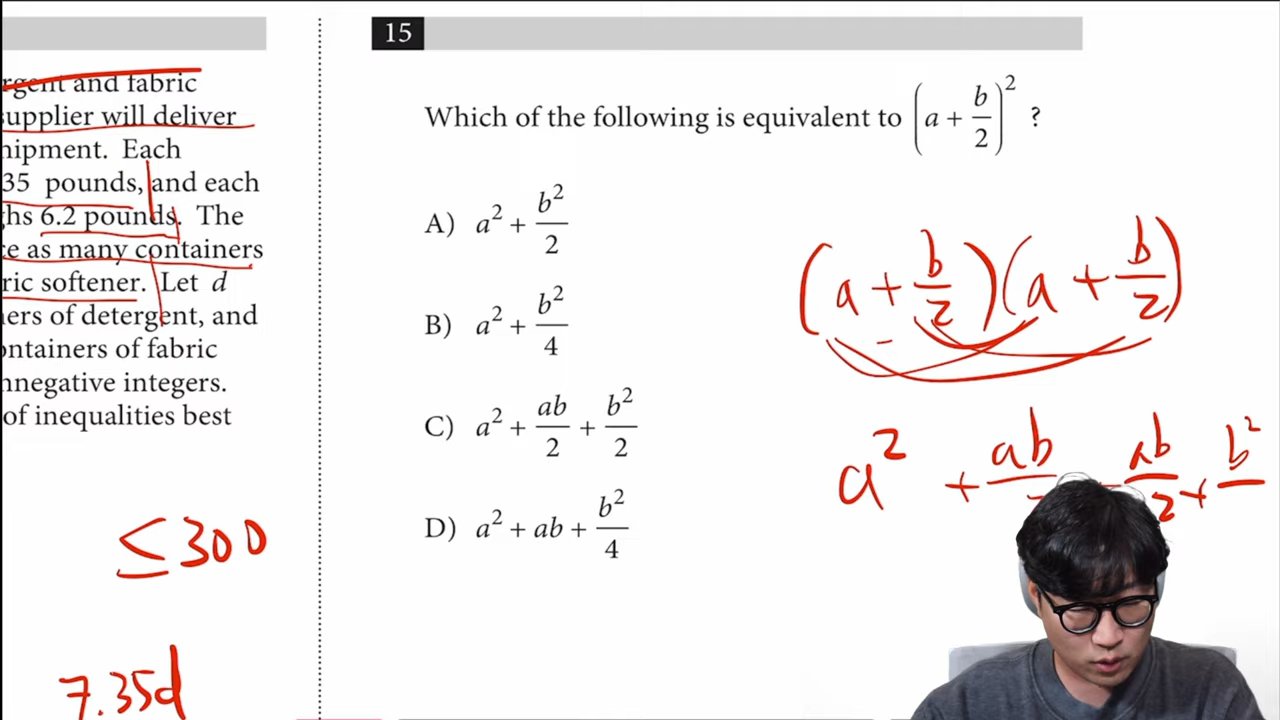 rgent and fabric
supplier will deliver
hipment. Each
35 pounds, and each
ghs 6.2 pounds. The
ce as many containers
ric softener. Let d
ners of detergent, and
ontainers of fabric
nnegative integers.
of inequalities best
≤ 300
7.35d
15
Which of the following is equivalent to (a + b/2)² ?
A) a² + b²/2
B) a² + b²/4
C) a² + ab/2 + b²/2
D) a² + ab + b²/4
(a + b/2)(a + b/2)
a² + ab ab/2 + b²